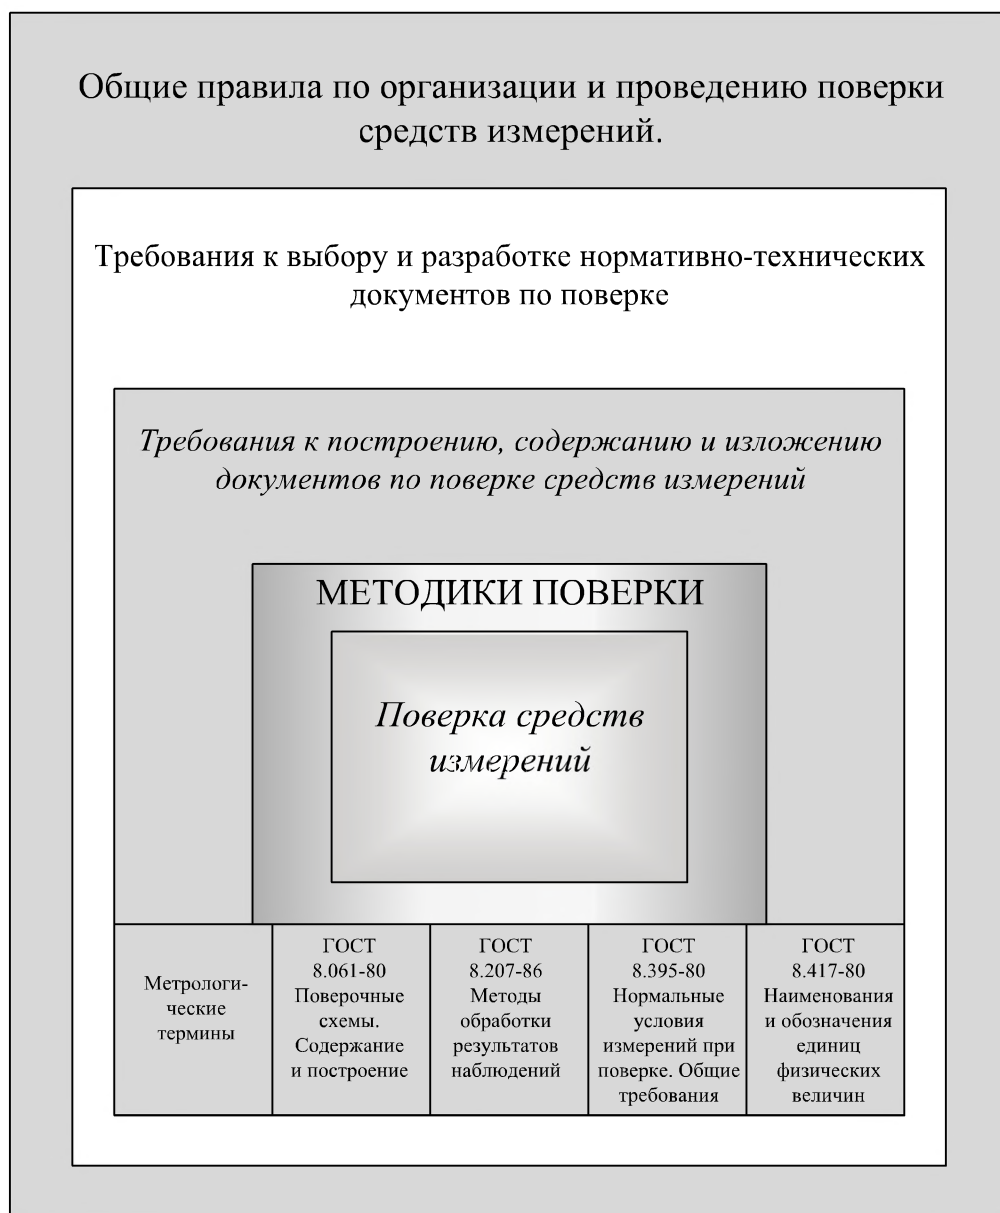 Общие правила по организации и проведению поверки
средств измерений.
Требования к выбору и разработке нормативно-технических
документов по поверке
Требования к построению, содержанию и изложению
документов по поверке средств измерений
МЕТОДИКИ ПОВЕРКИ
Поверка средств
измерений
Метрологи-
ческие
термины
ГОСТ
8.061-80
Поверочные
схемы.
Содержание
и построение
ГОСТ
8.207-86
Методы
обработки
результатов
наблюдений
ГОСТ
8.395-80
Нормальные
условия
измерений при
поверке. Общие
требования
ГОСТ
8.417-80
Наименования
и обозначения
единиц
физических
величин